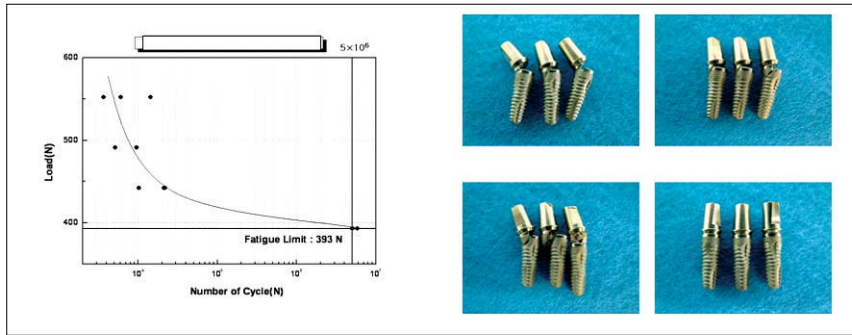 5×10⁶
600
500
400
Load(N)
Fatigue Limit : 393 N
Number of Cycle(N)